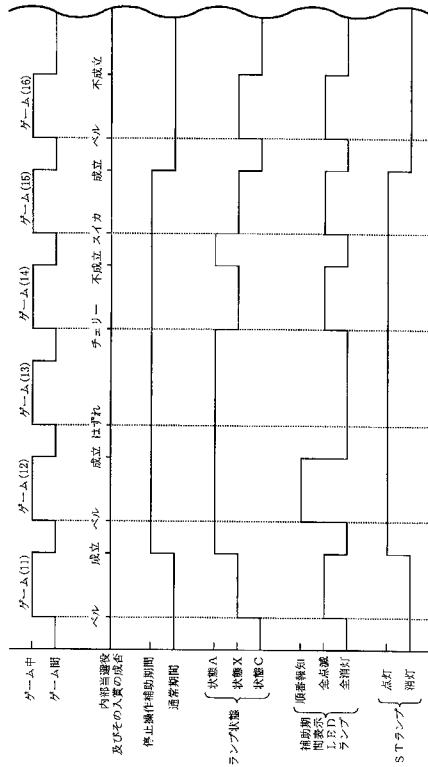 ゲーム(11) ゲーム(12) ゲーム(13) ゲーム(14) ゲーム(15) ゲーム(16)
ゲーム中
ゲーム間
内部当選役
及びその入賞の成否
ベル 成立 ベル 成立 はずれ チェリー 不成立 スイカ 成立 ベル 不成立
停止操作補助期間
通常期間
ランプ状態
状態A
状態X
状態C
補助期
間表示
LED
ランプ
順番報知
全点滅
全消灯
STランプ
点灯
消灯